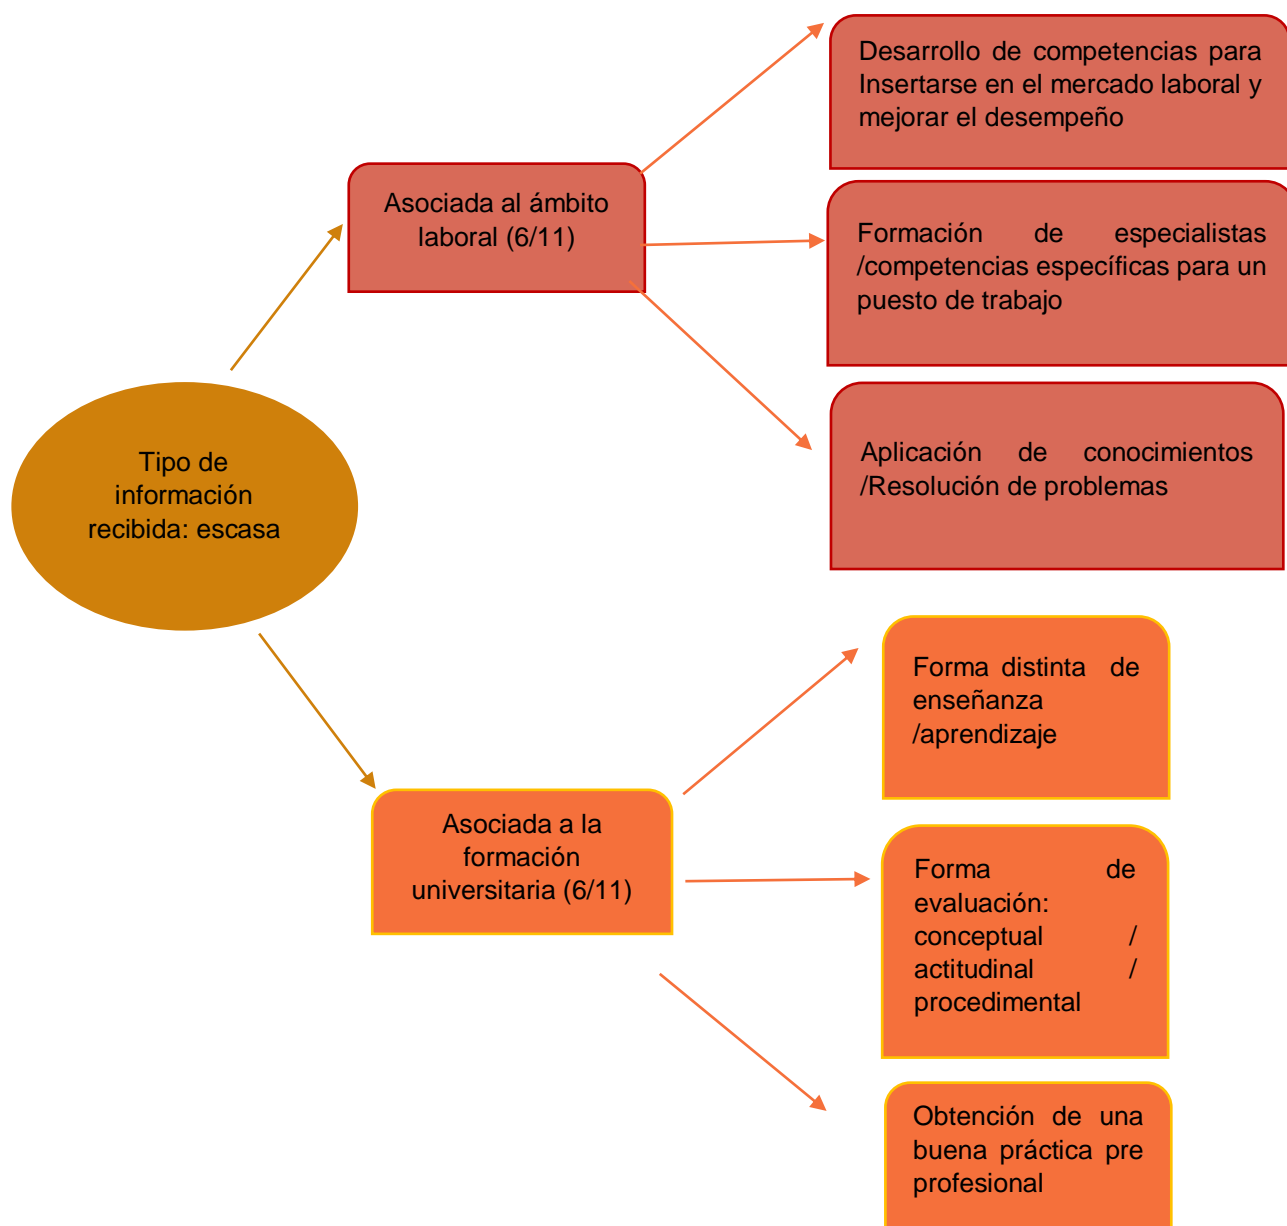 Desarrollo de competencias para
Insertarse en el mercado laboral y
mejorar el desempeño
Asociada al ámbito
laboral (6/11)
Formación de especialistas
/competencias específicas para un
puesto de trabajo
Aplicación de conocimientos
/Resolución de problemas
Tipo de
información
recibida: escasa
Forma distinta de
enseñanza
/aprendizaje
Asociada a la
formación
universitaria (6/11)
Forma de
evaluación:
conceptual /
actitudinal /
procedimental
Obtención de una
buena práctica pre
profesional